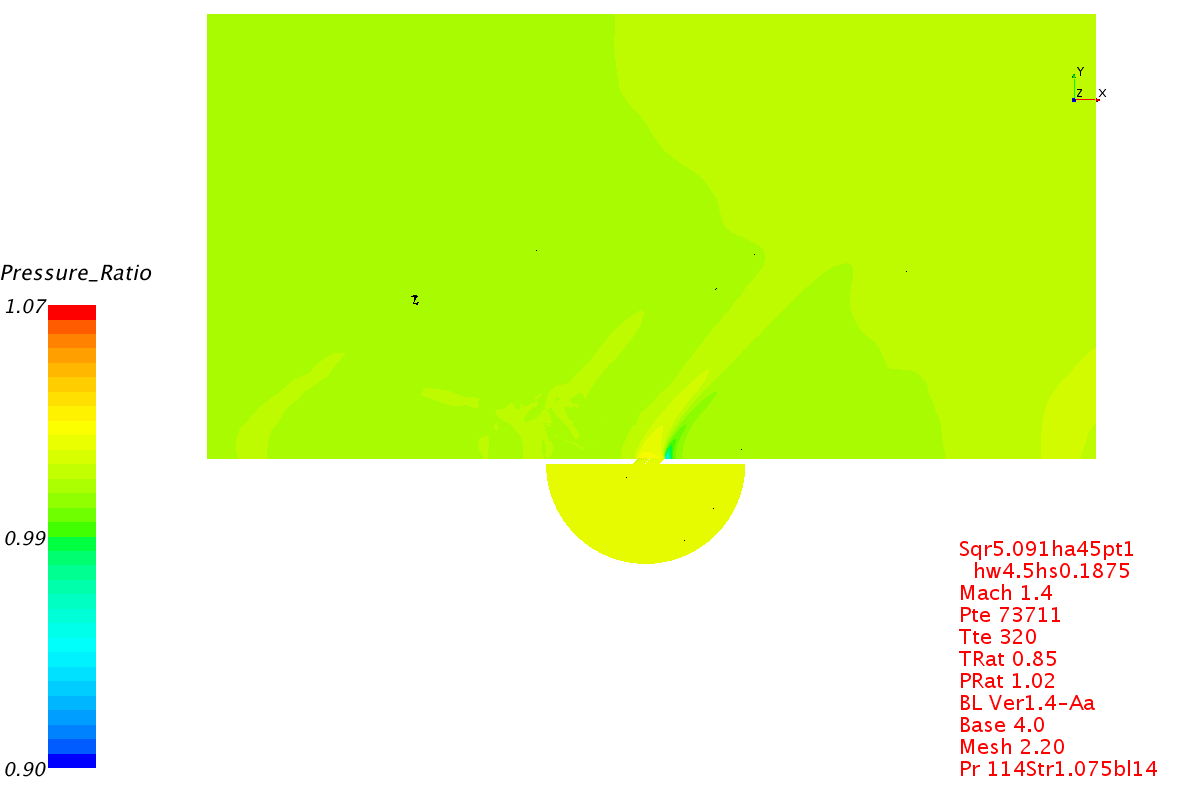 Y
Z X
Pressure_Ratio
1.07
0.99
0.90
Sqr5.091ha45pt1
hw4.5hs0.1875
Mach 1.4
Pte 73711
Tte 320
TRat 0.85
PRat 1.02
BL Ver1.4-Aa
Base 4.0
Mesh 2.20
Pr 114Str1.075bl14